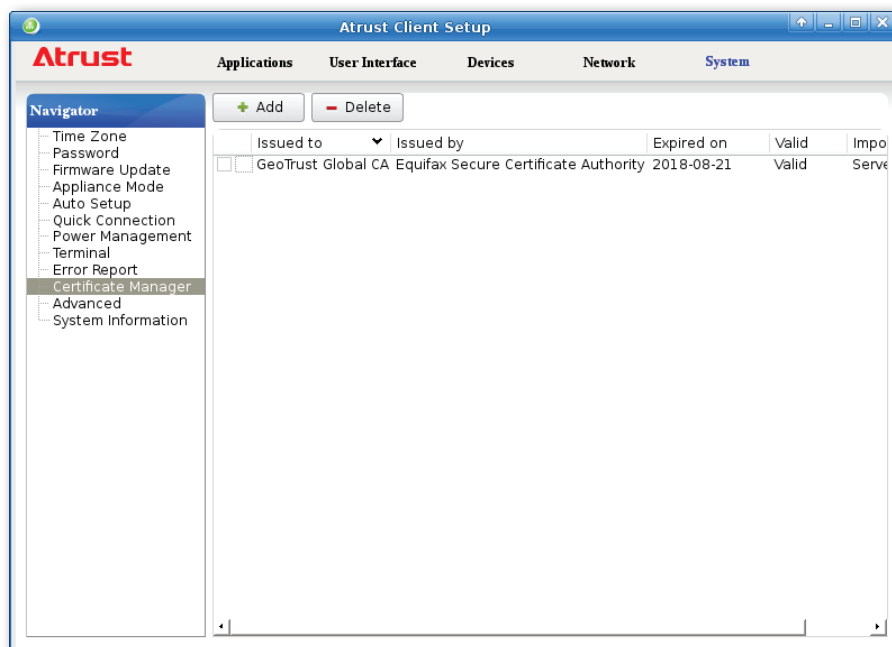 Atrust Client Setup
Atrust Applications User Interface Devices Network System
Navigator
Time Zone
Password
Firmware Update
Appliance Mode
Auto Setup
Quick Connection
Power Management
Terminal
Error Report
Certificate Manager
Advanced
System Information
Add Delete
Issued to Issued by Expired on Valid Impo
GeoTrust Global CA Equifax Secure Certificate Authority 2018-08-21 Valid Serve